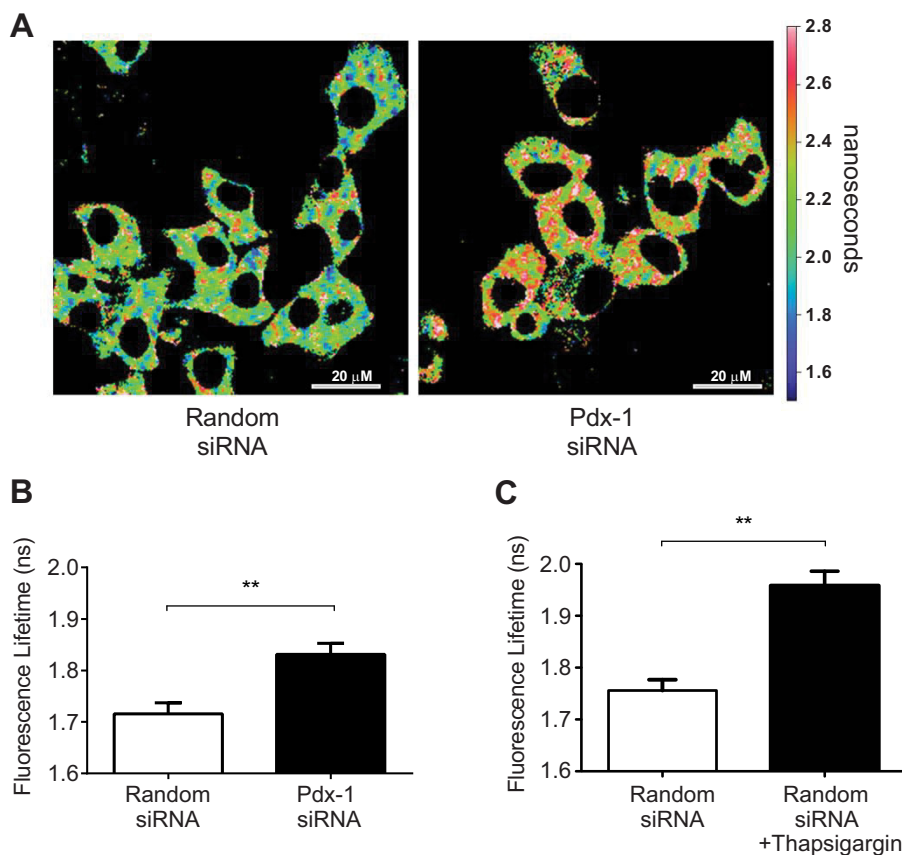 A
2.8
2.6
2.4
2.2
2.0
1.8
1.6
nanoseconds
20 μM
20 μM
Random
siRNA
Pdx-1
siRNA
B
Fluorescence Lifetime (ns)
2.0
1.9
1.8
1.7
1.6
**
Random
siRNA
Pdx-1
siRNA
C
Fluorescence Lifetime (ns)
2.0
1.9
1.8
1.7
1.6
**
Random
siRNA
Random
siRNA
+Thapsigargin